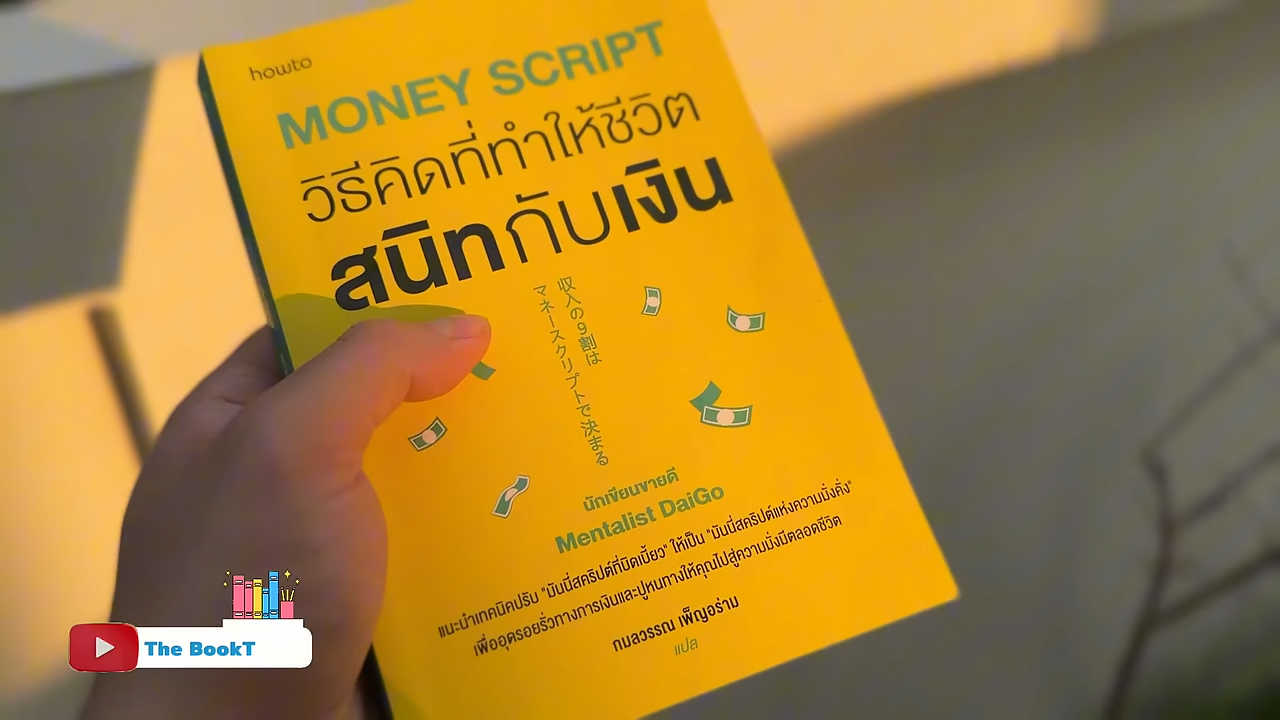 howto
MONEY SCRIPT
วิธีคิดที่ทำให้ชีวิต
สนิทกับเงิน
収入の9割は
マネースクリプトで決まる
นักเขียนขายดี
Mentalist DaiGo
แนะนำเทคนิคปรับ "มันนี่สคริปต์ที่บิดเบี้ยว" ให้เป็น "มันนี่สคริปต์แห่งความมั่งคั่ง"
เพื่ออุดรอยรั่วทางการเงินและปูหนทางให้คุณไปสู่ความมั่งมีตลอดชีวิต
กมลวรรณ เพ็ญอร่าม
แปล
The BookT